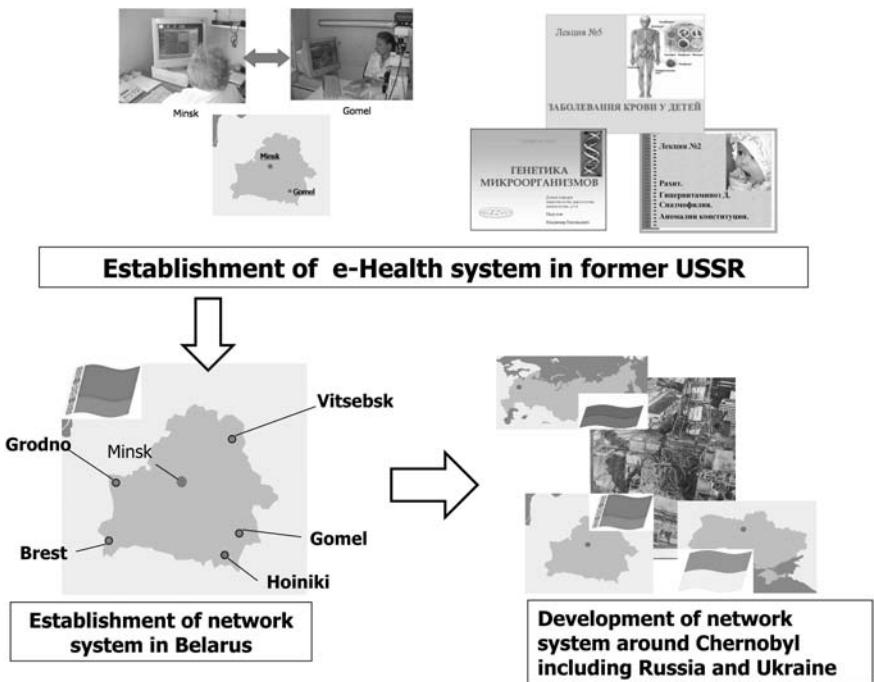 Minsk
Gomel
Minsk
Gomel
Лекция №5
ЗАБОЛЕВАНИЯ КРОВИ У ДЕТЕЙ
ГЕНЕТИКА
МИКРООРГАНИЗМОВ
Лекция №2
Рахит.
Гипервитаминоз Д.
Спазмофилия.
Аномалии конституции.
Establishment of e-Health system in former USSR
Vitsebsk
Grodno
Minsk
Gomel
Brest
Hoiniki
Establishment of network
system in Belarus
Development of network
system around Chernobyl
including Russia and Ukraine